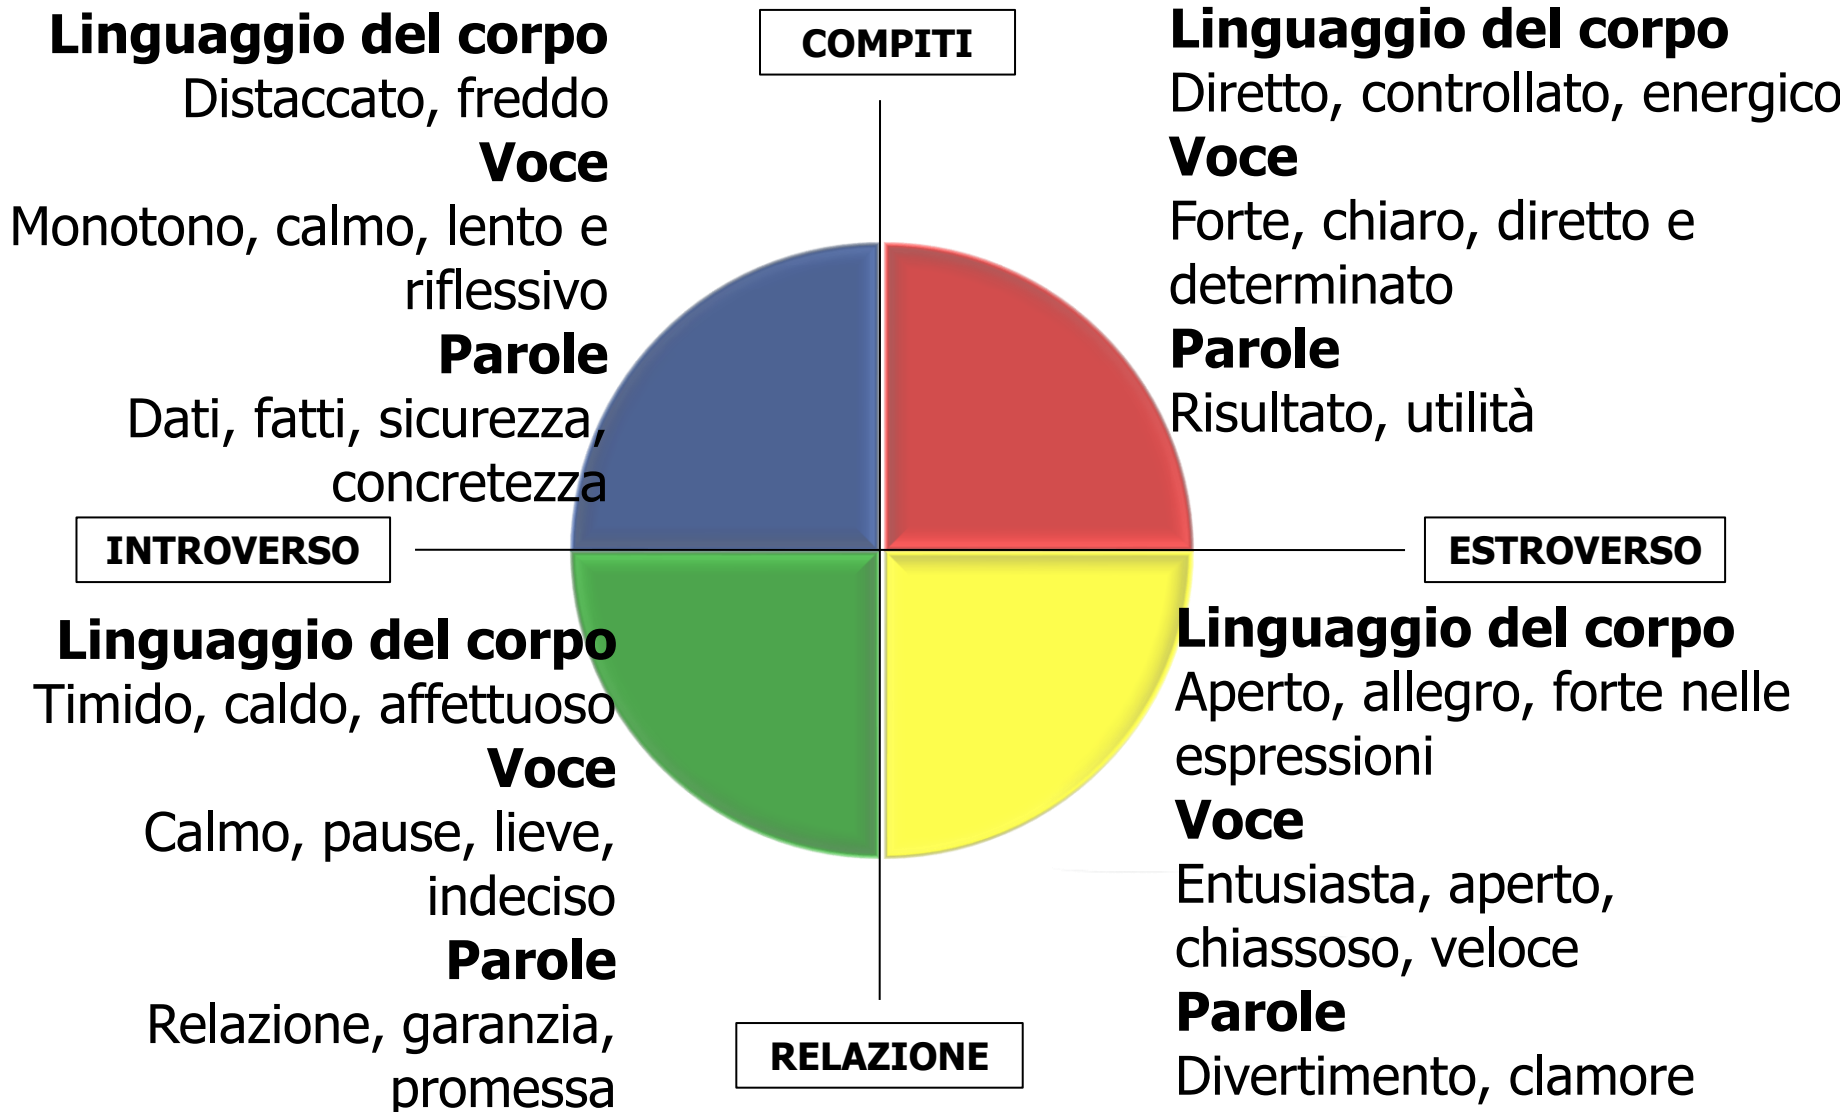 Linguaggio del corpo
Distaccato, freddo
Voce
Monotono, calmo, lento e
riflessivo
Parole
Dati, fatti, sicurezza,
concretezza
COMPITI
Linguaggio del corpo
Diretto, controllato, energico
Voce
Forte, chiaro, diretto e
determinato
Parole
Risultato, utilità
INTROVERSO
ESTROVERSO
Linguaggio del corpo
Timido, caldo, affettuoso
Voce
Calmo, pause, lieve,
indeciso
Parole
Relazione, garanzia,
promessa
RELAZIONE
Linguaggio del corpo
Aperto, allegro, forte nelle
espressioni
Voce
Entusiasta, aperto,
chiassoso, veloce
Parole
Divertimento, clamore